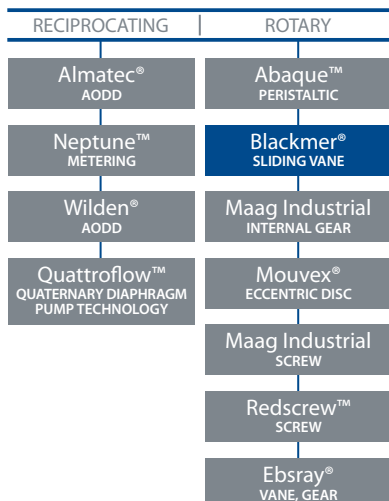 RECIPROCATING | ROTARY
Almatec®
AODD
Neptune™
METERING
Wilden®
AODD
Quattroflow™
QUATERNARY DIAPHRAGM
PUMP TECHNOLOGY
Abaque™
PERISTALTIC
Blackmer®
SLIDING VANE
Maag Industrial
INTERNAL GEAR
Mouvex®
ECCENTRIC DISC
Maag Industrial
SCREW
Redscrew™
SCREW
Ebsray®
VANE, GEAR